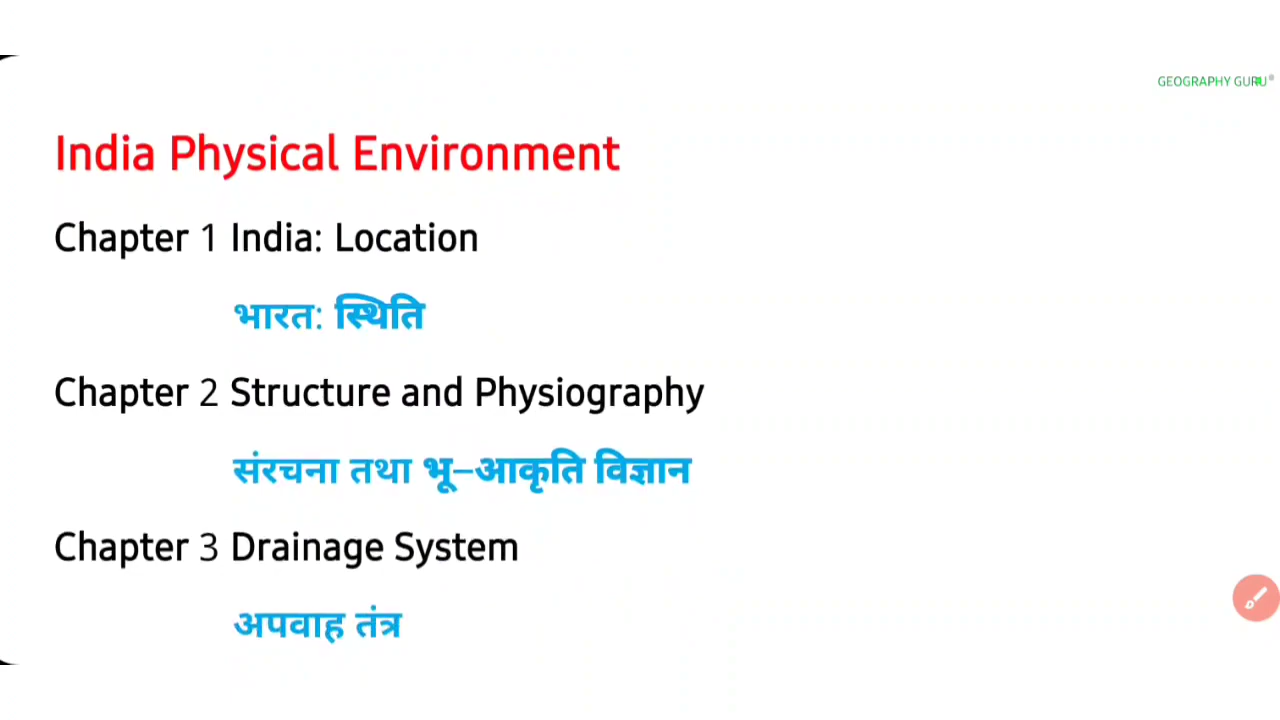 GEOGRAPHY GURU®
India Physical Environment
Chapter 1 India: Location
भारत: स्थिति
Chapter 2 Structure and Physiography
संरचना तथा भू–आकृति विज्ञान
Chapter 3 Drainage System
अपवाह तंत्र